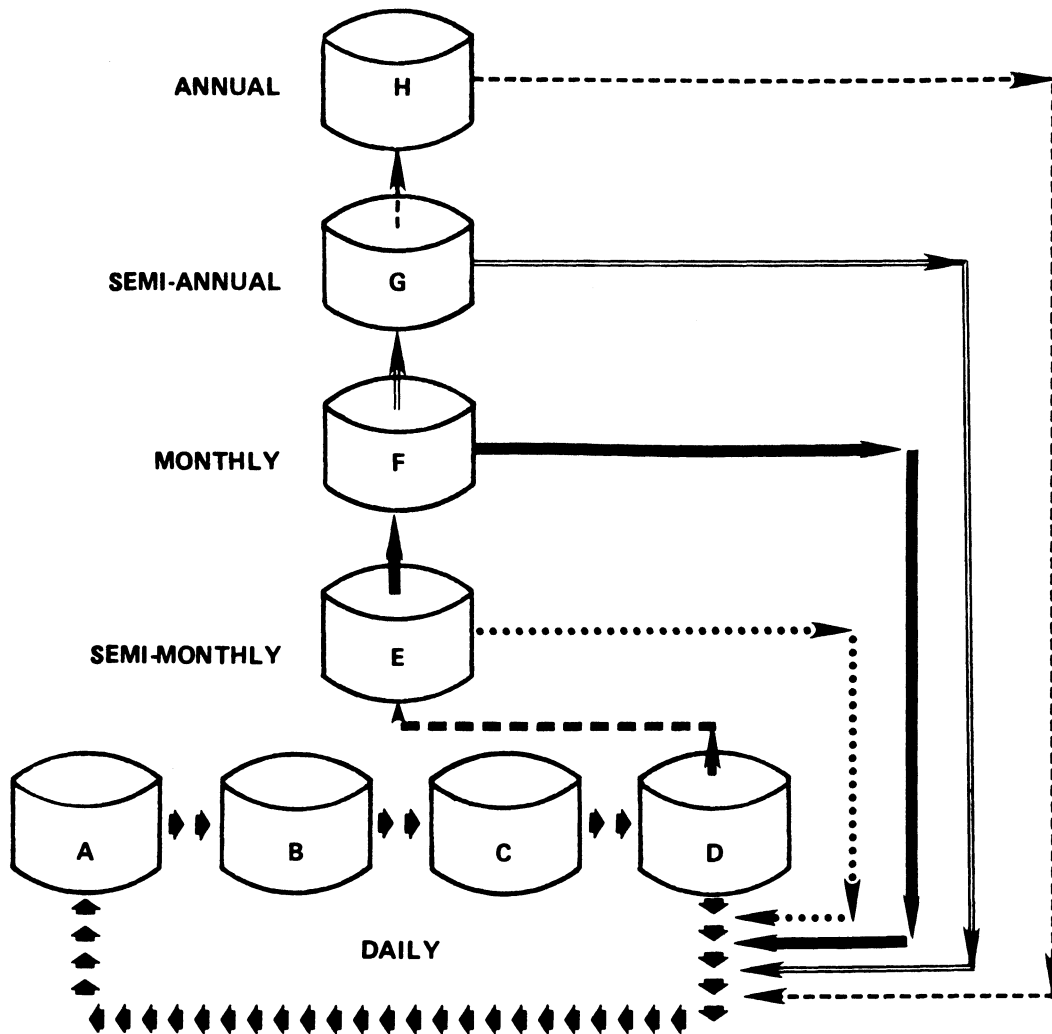 ANNUAL H
SEMI-ANNUAL G
MONTHLY F
SEMI-MONTHLY E
A B C D
DAILY